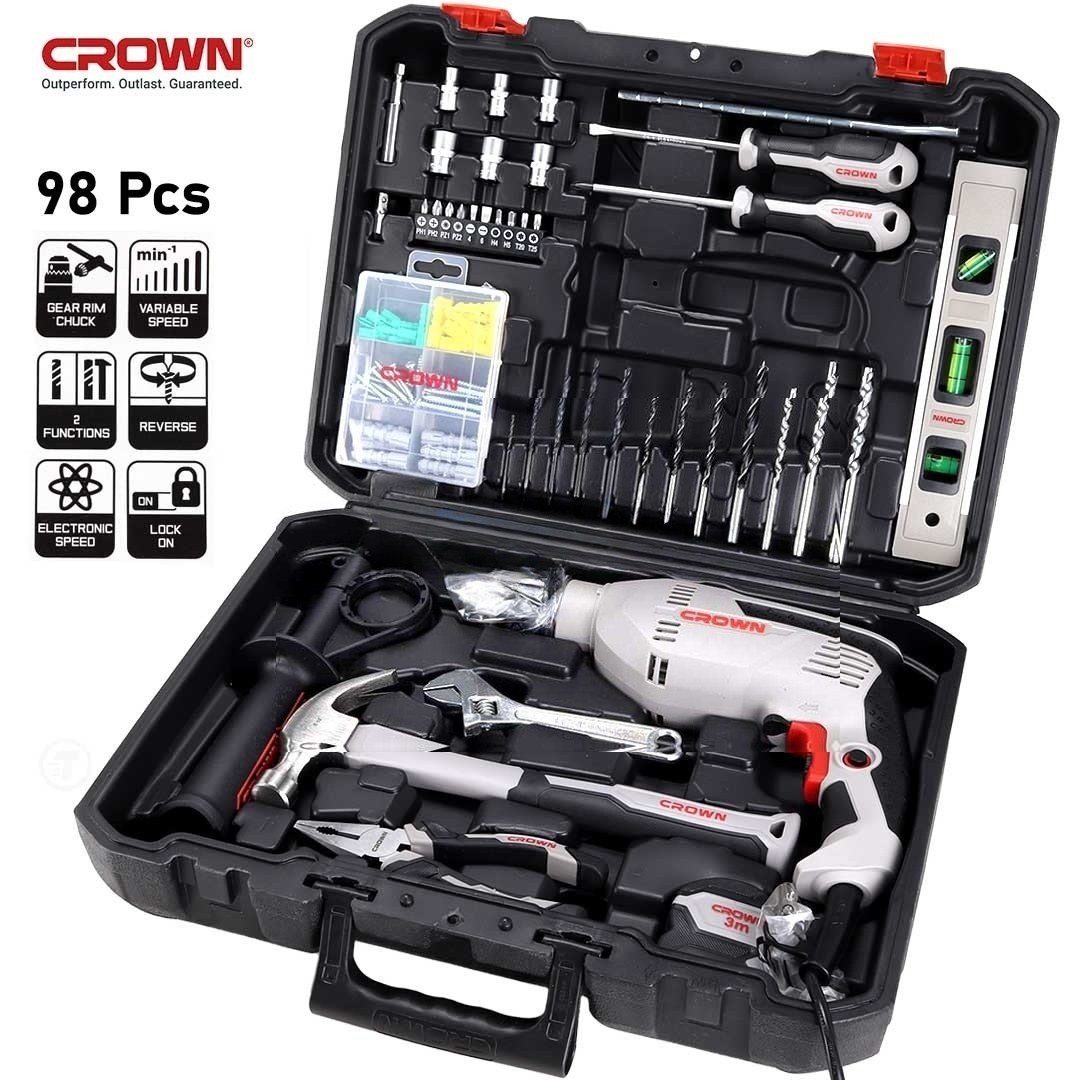 CROWN®
Outperform. Outlast. Guaranteed.
98 Pcs
GEAR RIM
CHUCK
min-1
VARIABLE
SPEED
2
FUNCTIONS
REVERSE
ELECTRONIC
SPEED
ON
LOCK
ON
CROWN
CROWN
PH1 PH2 PZ1 PZ2 4 6 H4 H5 T20 T25
CROWN
CROWN
CROWN
CROWN
CROWN
CROWN
CROWN
CROWN
3m
CROWN